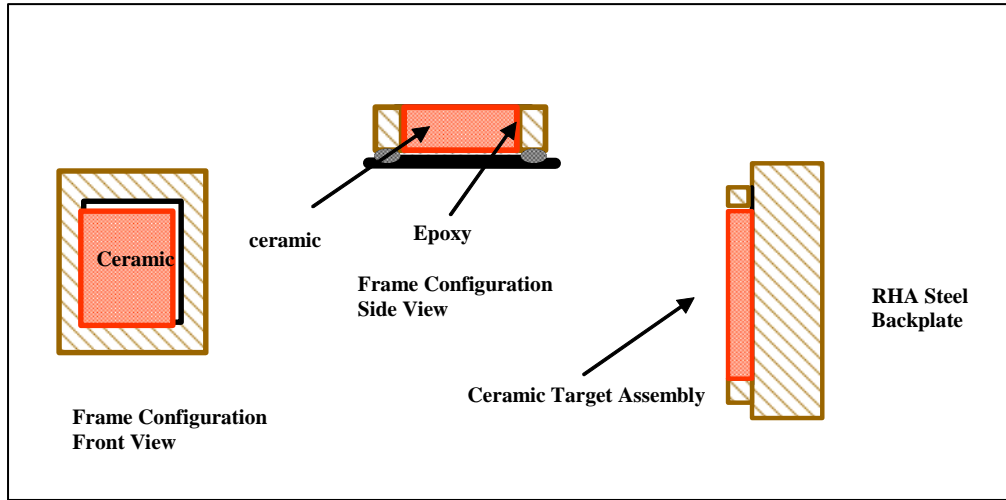 Ceramic
ceramic
Epoxy
Frame Configuration
Side View
RHA Steel
Backplate
Ceramic Target Assembly
Frame Configuration
Front View